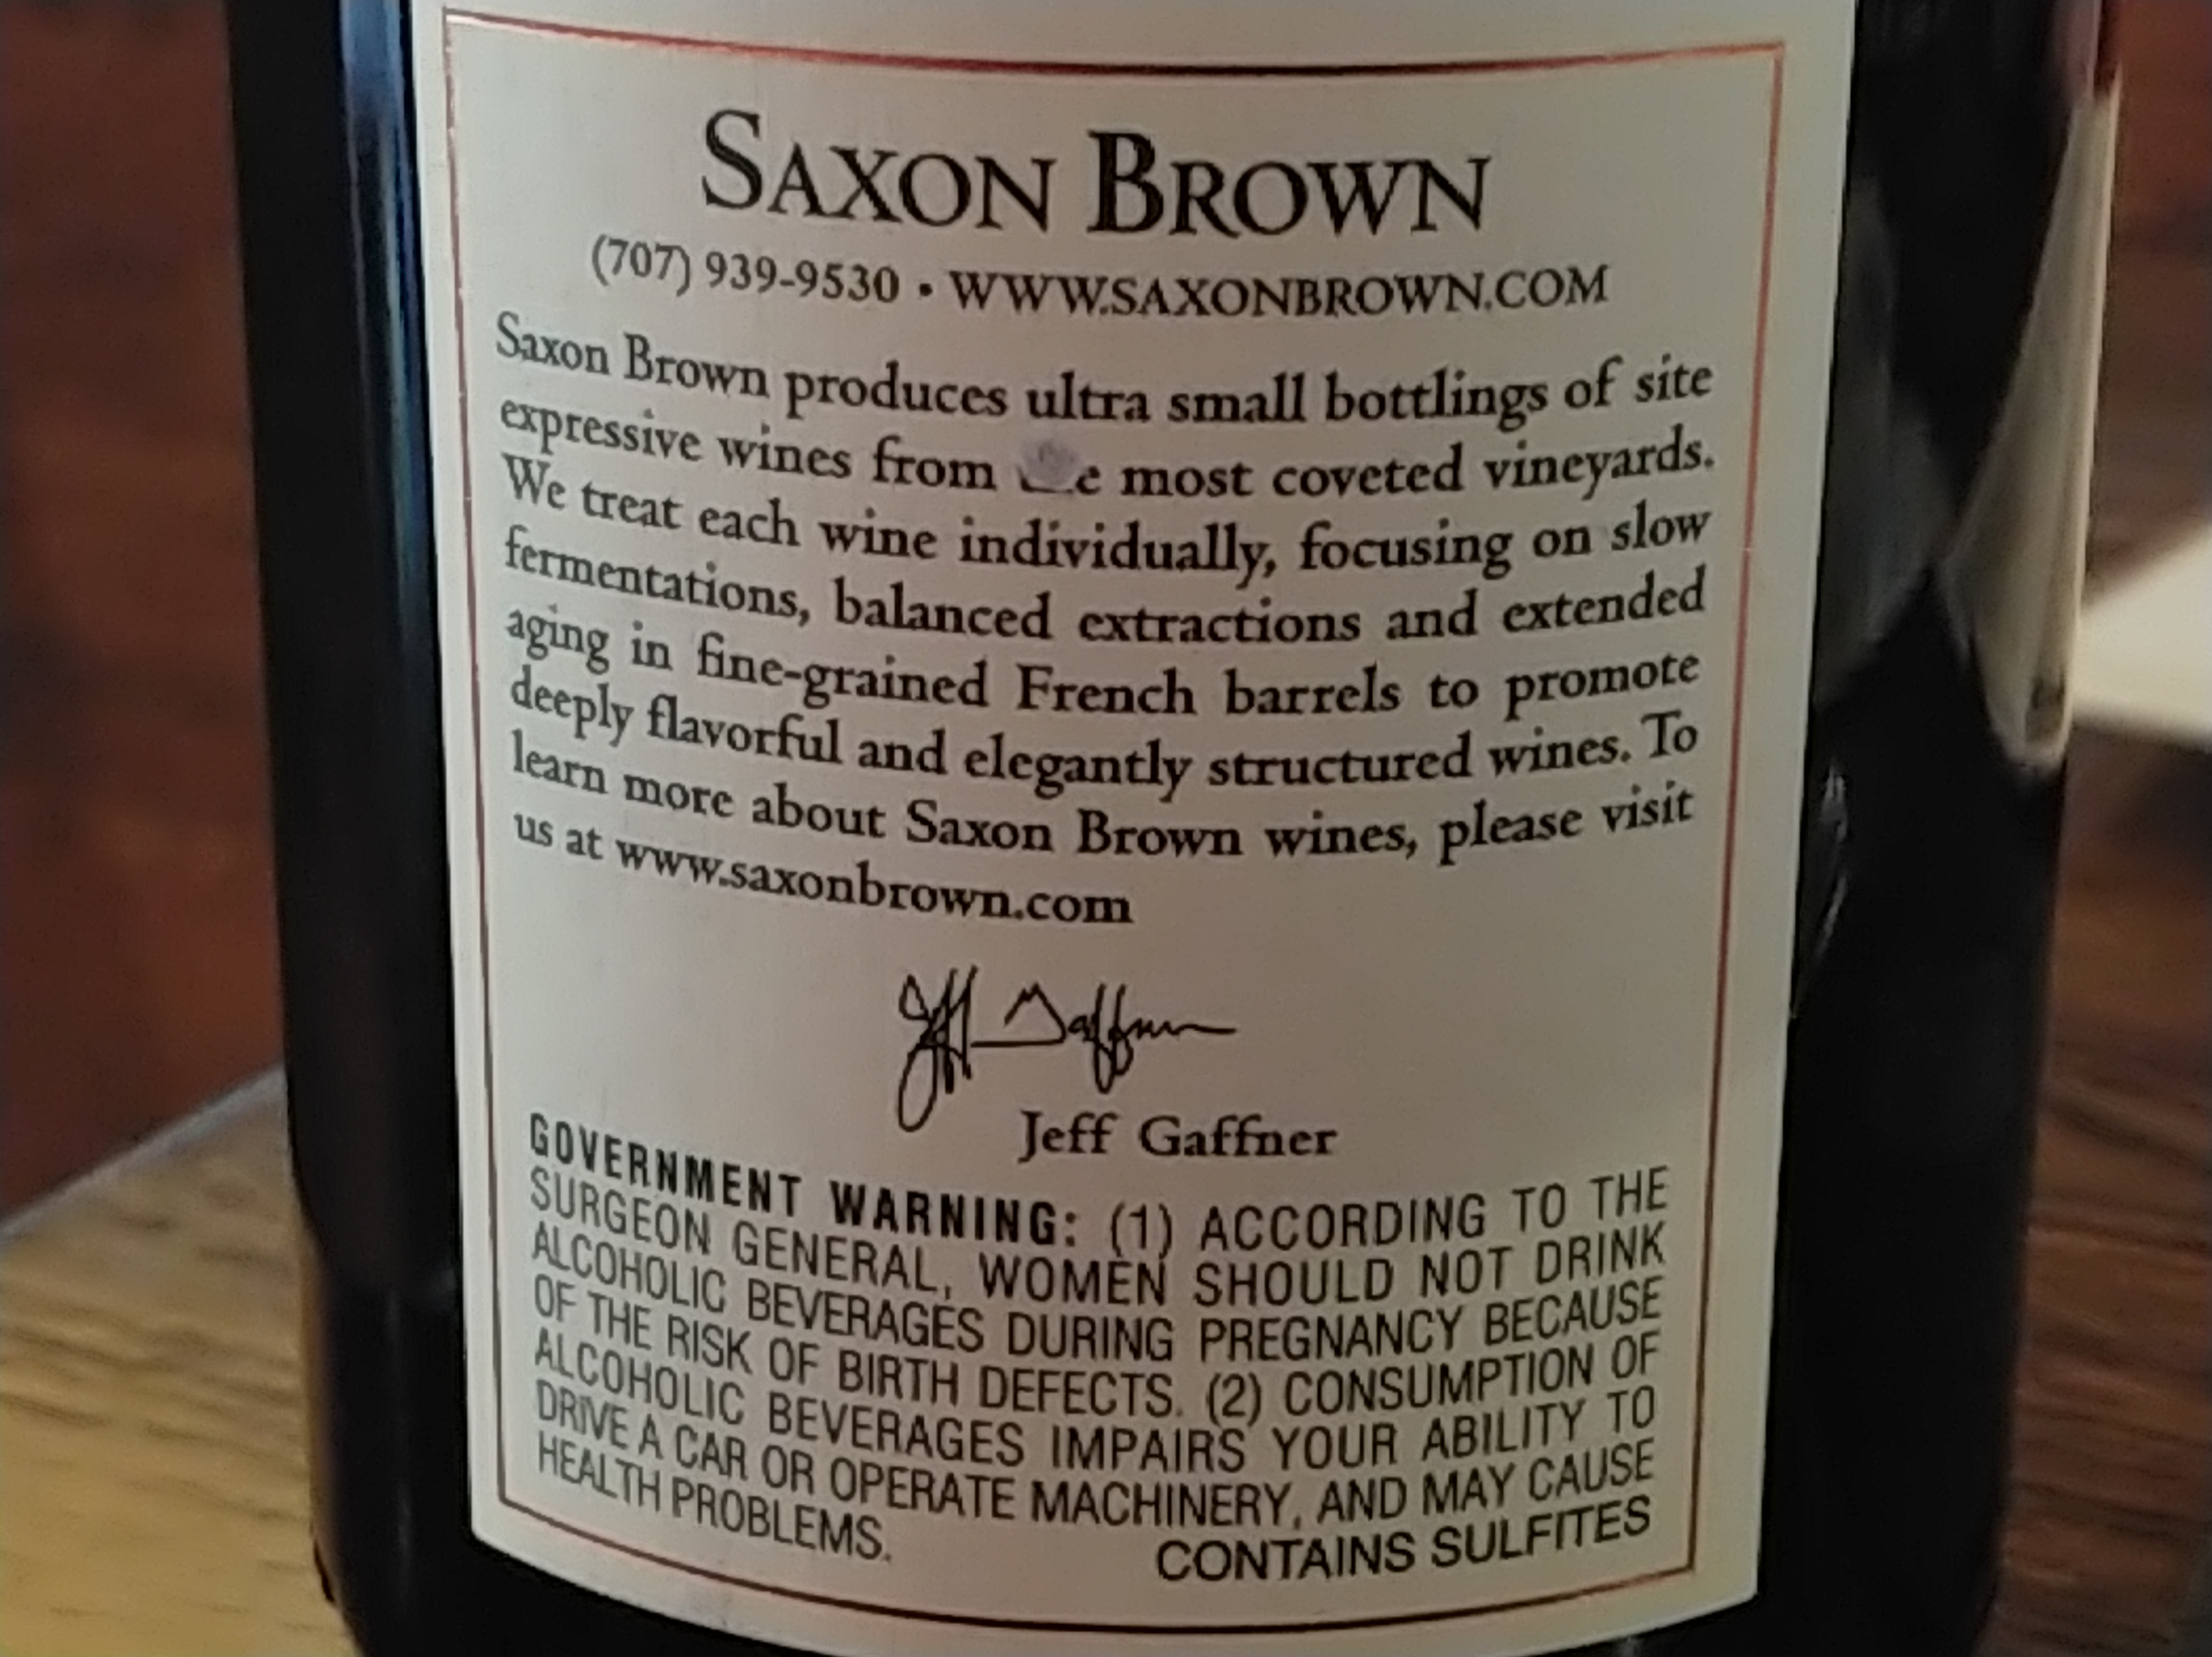 SAXON BROWN
(707) 939-9530 • WWW.SAXONBROWN.COM
Saxon Brown produces ultra small bottlings of site
expressive wines from most coveted vineyards.
We treat each wine individually, focusing on slow
fermentations, balanced extractions and extended
aging in fine-grained French barrels to promote
deeply flavorful and elegantly structured wines. To
learn more about Saxon Brown wines, please visit
us at www.saxonbrown.com
Jeff Gaffner
Jeff Gaffner
GOVERNMENT WARNING: (1) ACCORDING TO THE
SURGEON GENERAL, WOMEN SHOULD NOT DRINK
ALCOHOLIC BEVERAGES DURING PREGNANCY BECAUSE
OF THE RISK OF BIRTH DEFECTS. (2) CONSUMPTION OF
ALCOHOLIC BEVERAGES IMPAIRS YOUR ABILITY TO
DRIVE A CAR OR OPERATE MACHINERY, AND MAY CAUSE
HEALTH PROBLEMS. CONTAINS SULFITES